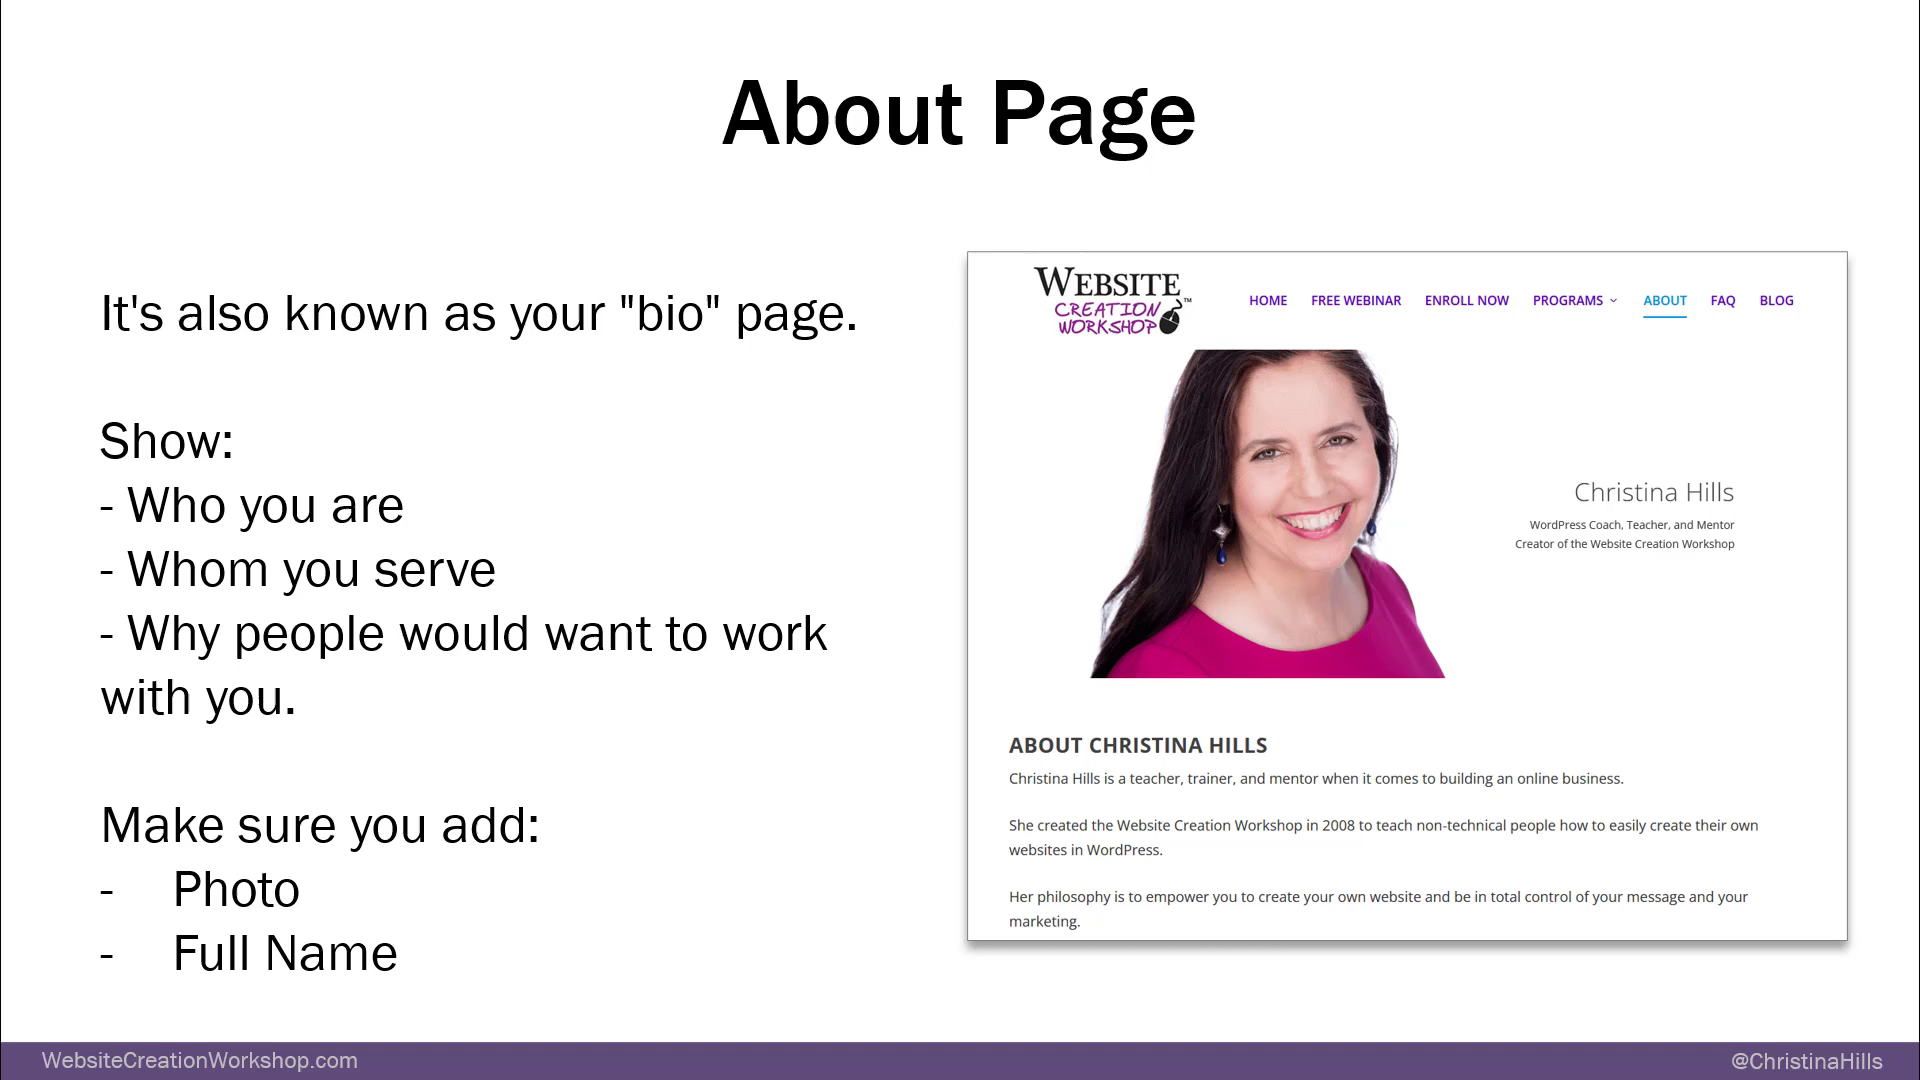 About Page
It's also known as your "bio" page.
Show:
- Who you are
- Whom you serve
- Why people would want to work
with you.
Make sure you add:
- Photo
- Full Name
WEBSITE
CREATION
WORKSHOP™
HOME FREE WEBINAR ENROLL NOW PROGRAMS ABOUT FAQ BLOG
Christina Hills
WordPress Coach, Teacher, and Mentor
Creator of the Website Creation Workshop
ABOUT CHRISTINA HILLS
Christina Hills is a teacher, trainer, and mentor when it comes to building an online business.
She created the Website Creation Workshop in 2008 to teach non-technical people how to easily create their own
websites in WordPress.
Her philosophy is to empower you to create your own website and be in total control of your message and your
marketing.
WebsiteCreationWorkshop.com
@ChristinaHills